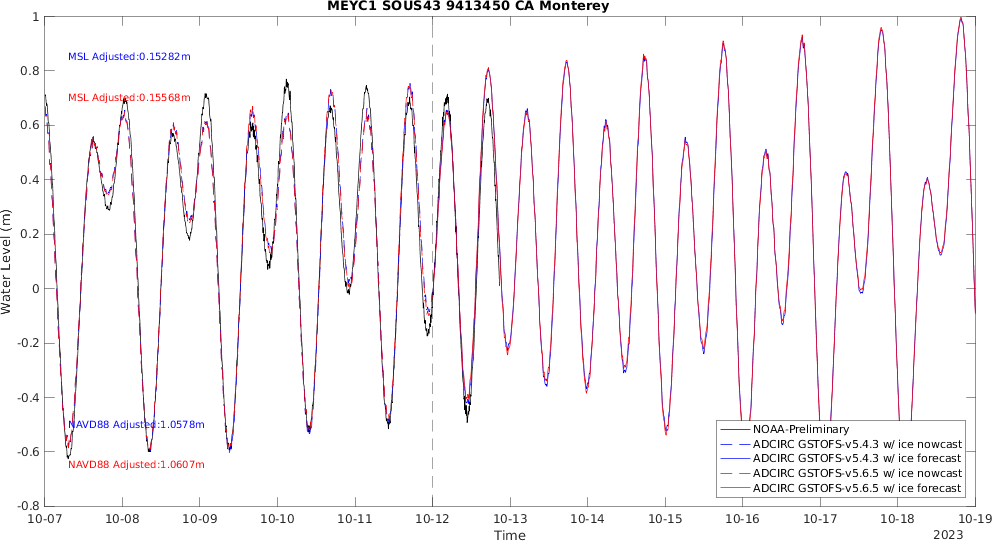 MEYC1 SOUS43 9413450 CA Monterey
MSL Adjusted:0.15282m
MSL Adjusted:0.15568m
NAVD88 Adjusted:1.0578m
NAVD88 Adjusted:1.0607m
Water Level (m)
1
0.8
0.6
0.4
0.2
0
-0.2
-0.4
-0.6
-0.8
NOAA-Preliminary
ADCIRC GSTOFS-v5.4.3 w/ ice nowcast
ADCIRC GSTOFS-v5.4.3 w/ ice forecast
ADCIRC GSTOFS-v5.6.5 w/ ice nowcast
ADCIRC GSTOFS-v5.6.5 w/ ice forecast
10-07 10-08 10-09 10-10 10-11 10-12 10-13 10-14 10-15 10-16 10-17 10-18 10-19
Time
2023